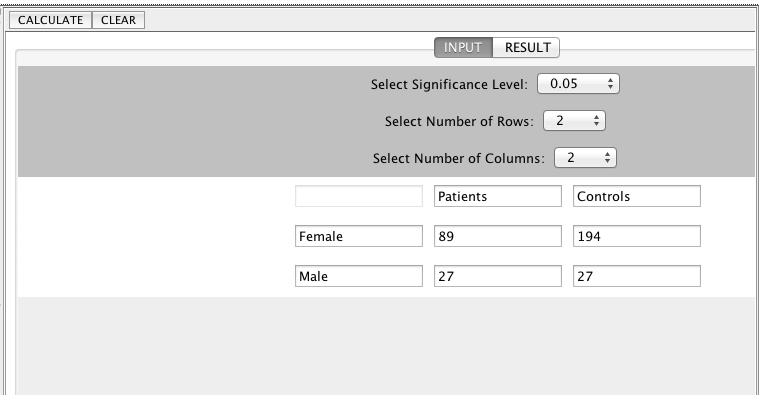 CALCULATE CLEAR
INPUT RESULT
Select Significance Level: 0.05
Select Number of Rows: 2
Select Number of Columns: 2
Patients Controls
Female 89 194
Male 27 27